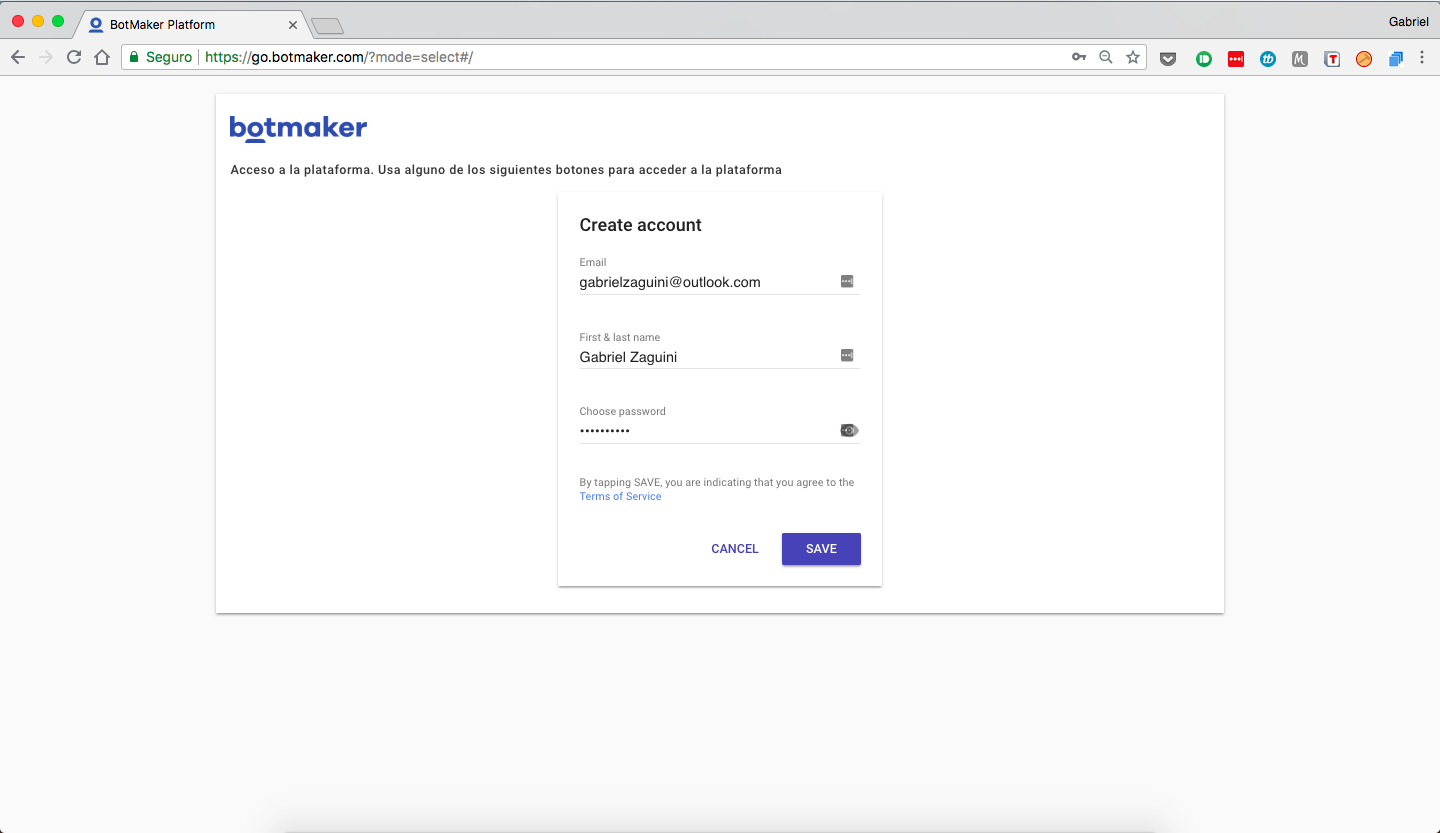 BotMaker Platform
Gabriel
Seguro https://go.botmaker.com/?mode=select#/
botmaker
Acceso a la plataforma. Usa alguno de los siguientes botones para acceder a la plataforma
Create account
Email
gabrielzaguini@outlook.com
First & last name
Gabriel Zaguini
Choose password
••••••••••
By tapping SAVE, you are indicating that you agree to the
Terms of Service
CANCEL SAVE